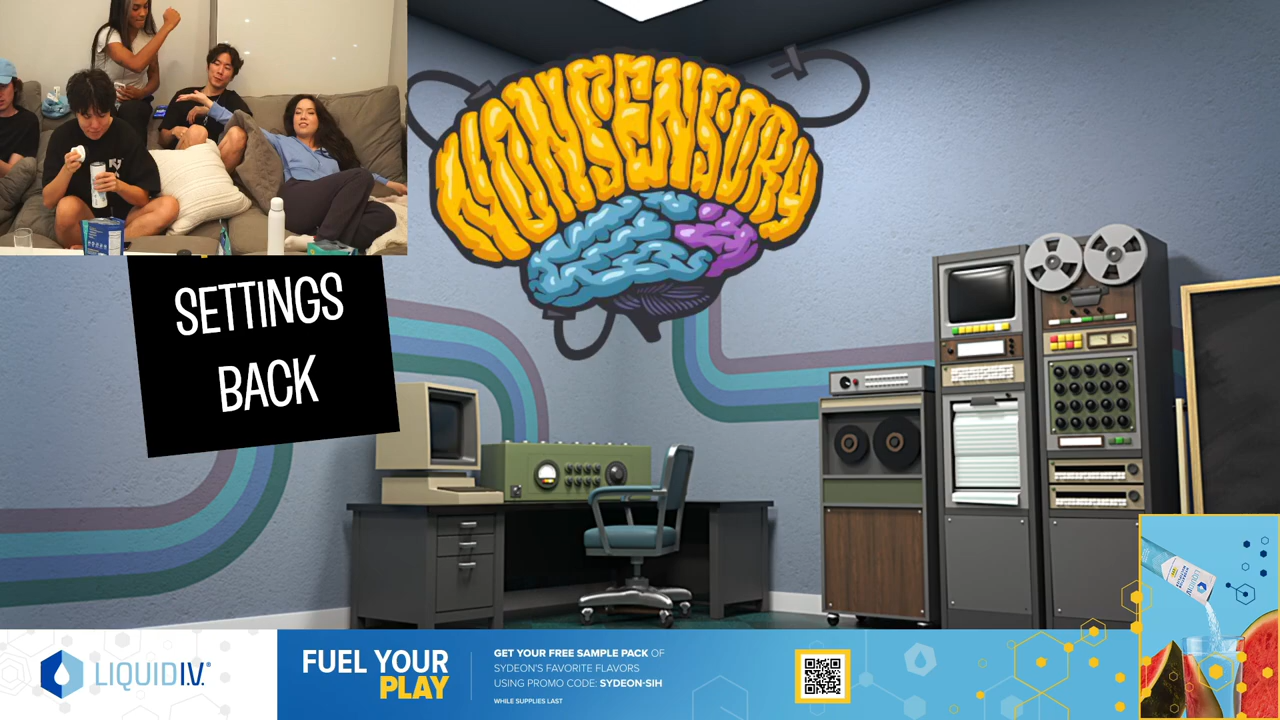 NONSENSORY
SETTINGS
BACK
LIQUID I.V.
FUEL YOUR
PLAY
GET YOUR FREE SAMPLE PACK OF
SYDEON'S FAVORITE FLAVORS
USING PROMO CODE: SYDEON-SIH
WHILE SUPPLIES LAST